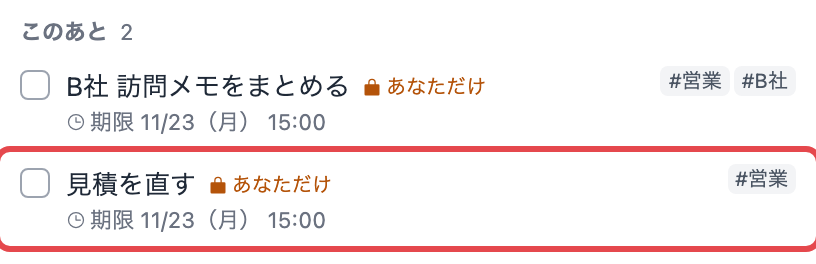 このあと 2
B社 訪問メモをまとめる あなただけ #営業 #B社
期限 11/23（月） 15:00
見積を直す あなただけ #営業
期限 11/23（月） 15:00